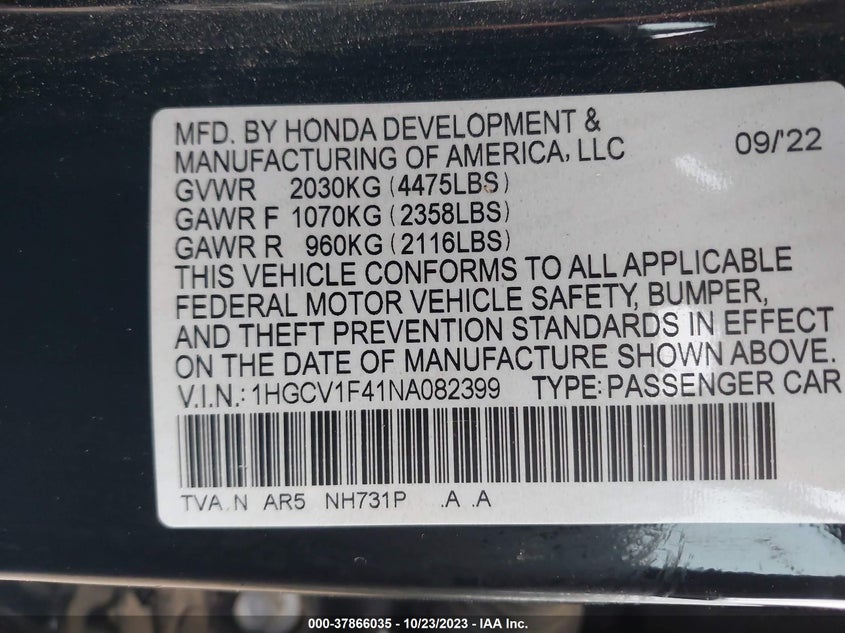 MFD. BY HONDA DEVELOPMENT &
MANUFACTURING OF AMERICA, LLC 09/'22
GVWR 2030KG (4475LBS)
GAWR F 1070KG (2358LBS)
GAWR R 960KG (2116LBS)
THIS VEHICLE CONFORMS TO ALL APPLICABLE
FEDERAL MOTOR VEHICLE SAFETY, BUMPER,
AND THEFT PREVENTION STANDARDS IN EFFECT
ON THE DATE OF MANUFACTURE SHOWN ABOVE.
V.I.N.: 1HGCV1F41NA082399 TYPE: PASSENGER CAR
TVA N AR5 NH731P .A .A
000-37866035 - 10/23/2023 - IAA Inc.